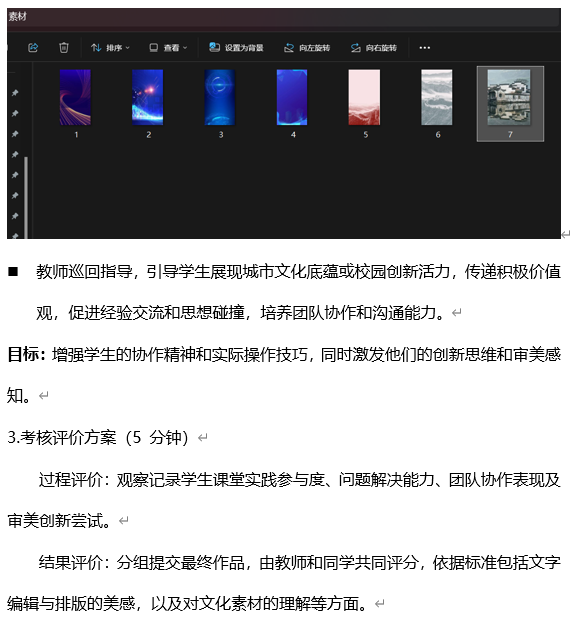 素材
排序 查看 设置为背景 向左旋转 向右旋转 ···
1 2 3 4 5 6 7
■ 教师巡回指导，引导学生展现城市文化底蕴或校园创新活力，传递积极价值
观，促进经验交流和思想碰撞，培养团队协作和沟通能力。
目标：增强学生的协作精神和实际操作技巧，同时激发他们的创新思维和审美感
知。
3.考核评价方案（5 分钟）
过程评价：观察记录学生课堂实践参与度、问题解决能力、团队协作表现及
审美创新尝试。
结果评价：分组提交最终作品，由教师和同学共同评分，依据标准包括文字
编辑与排版的美感，以及对文化素材的理解等方面。